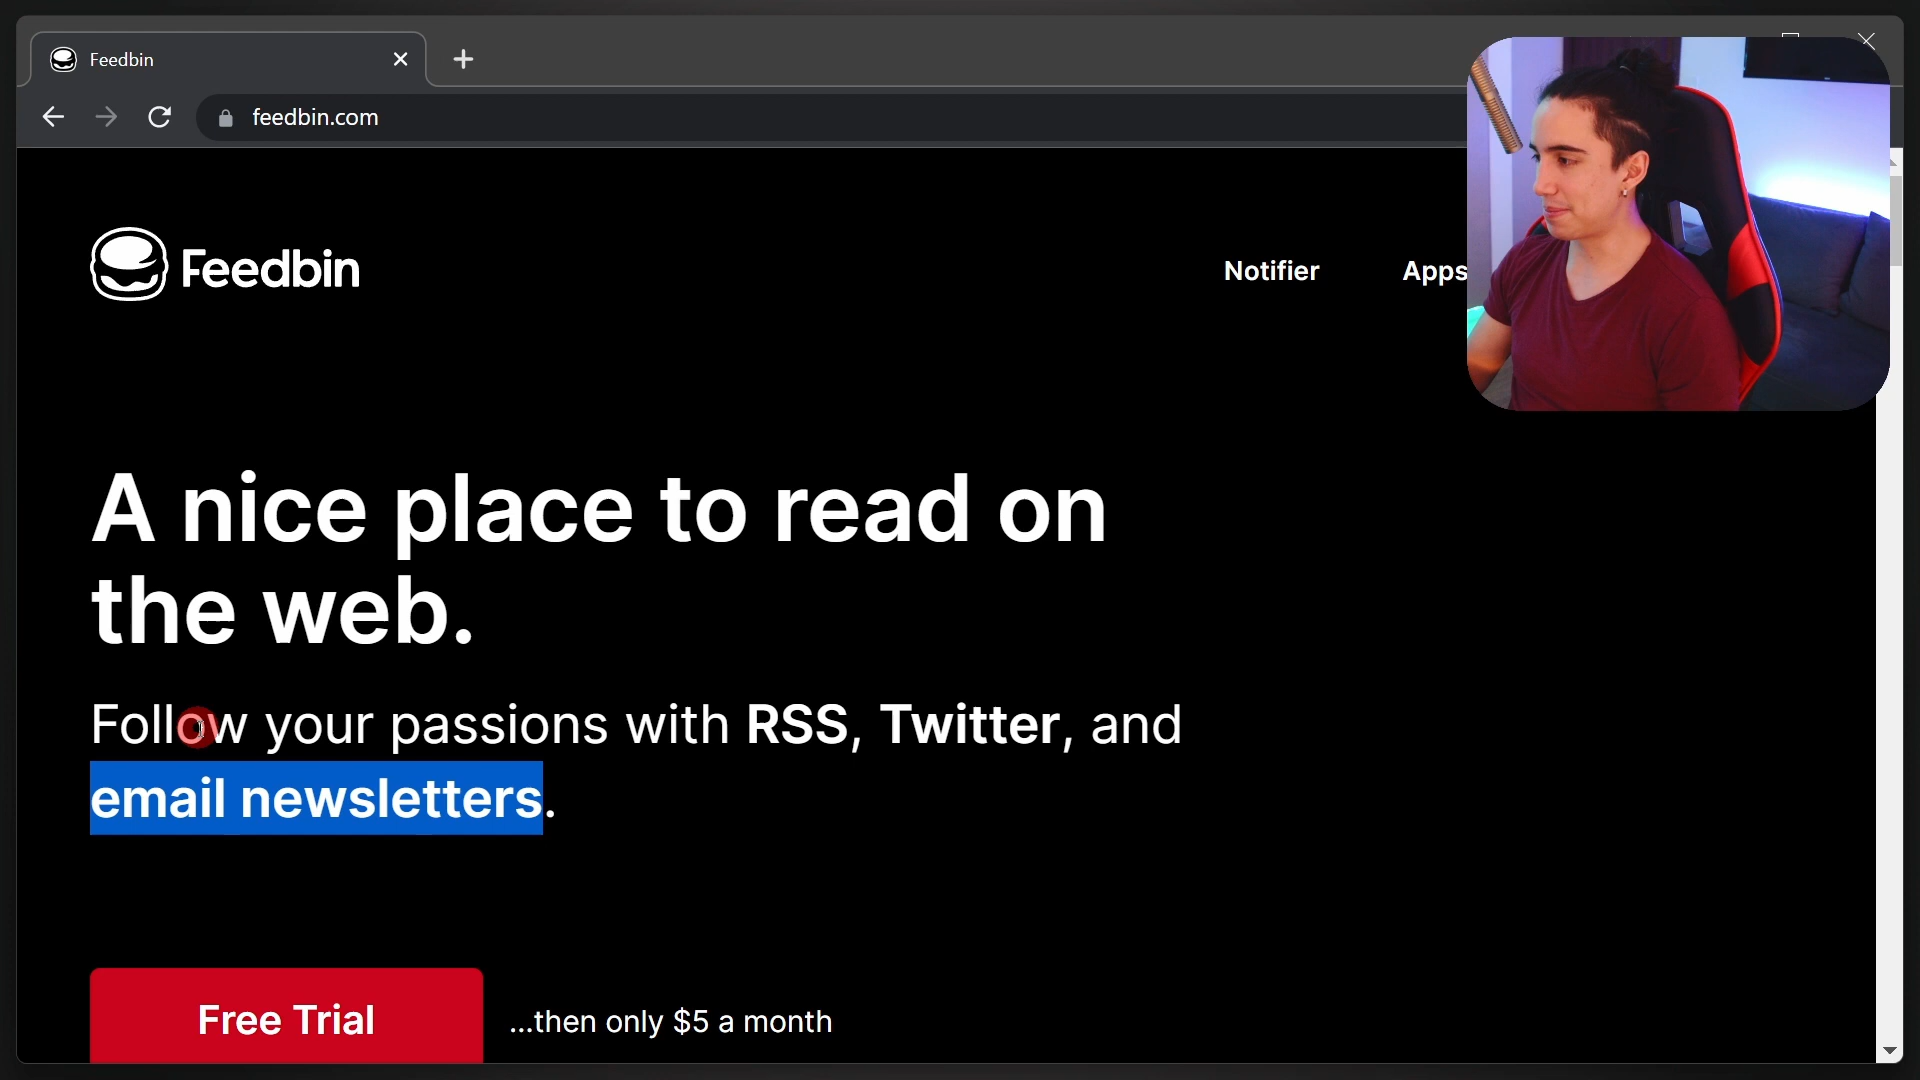 Feedbin
feedbin.com
Feedbin
Notifier
Apps
A nice place to read on
the web.
Follow your passions with RSS, Twitter, and
email newsletters.
Free Trial
...then only $5 a month